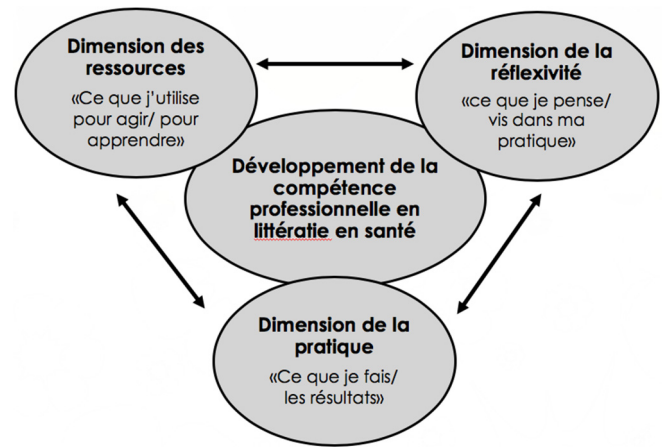 Dimension des
ressources
«Ce que j'utilise
pour agir/ pour
apprendre»
Dimension de la
réflexivité
«ce que je pense/
vis dans ma
pratique»
Développement de la
compétence
professionnelle en
littératie en santé
Dimension de la
pratique
«Ce que je fais/
les résultats»